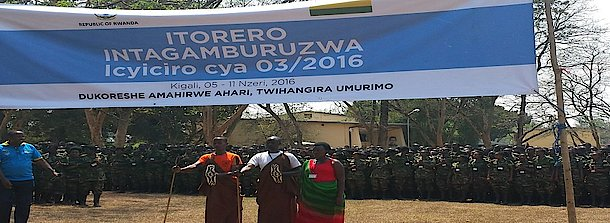 REPUBLIC OF RWANDA
ITORERO
INTAGAMBURUZWA
Icyiciro cya 03/2016
Kigali, 05 - 11 Nzeri, 2016
DUKORESHE AMAHIRWE AHARI, TWIHANGIRA UMURIMO